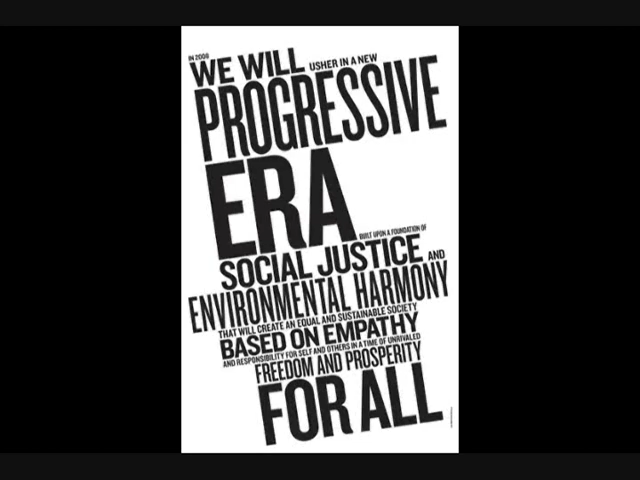 IN 2008
WE WILL USHER IN A NEW
PROGRESSIVE
ERA BUILT UPON A FOUNDATION OF
SOCIAL JUSTICE AND
ENVIRONMENTAL HARMONY
THAT WILL CREATE AN EQUAL AND SUSTAINABLE SOCIETY
BASED ON EMPATHY
AND RESPONSIBILITY FOR SELF AND OTHERS IN A TIME OF UNRIVALED
FREEDOM AND PROSPERITY
FOR ALL